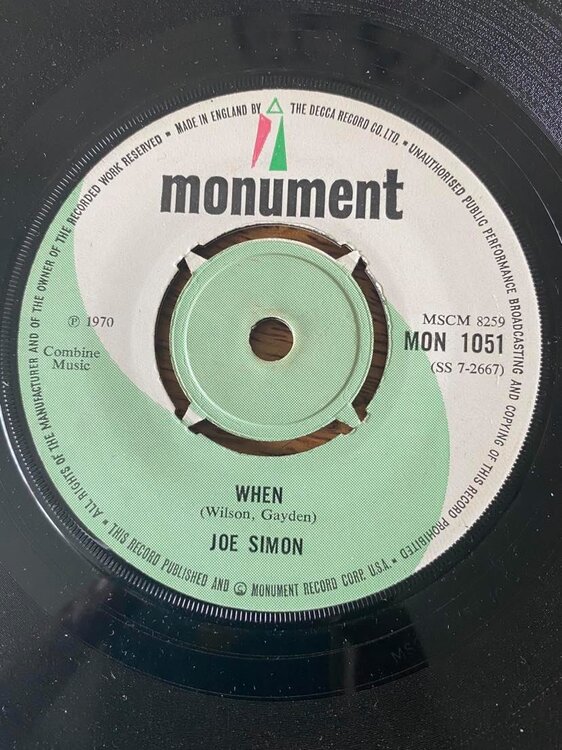 MADE IN ENGLAND BY THE DECCA RECORD CO. LTD. • UNAUTHORISED PUBLIC PERFORMANCE BROADCASTING AND COPYING OF THIS RECORD PROHIBITED • THIS RECORD PUBLISHED AND © MONUMENT RECORD CORP. U.S.A. • ALL RIGHTS OF THE MANUFACTURER AND OF THE OWNER OF THE RECORDED WORK RESERVED •
monument
℗ 1970
Combine
Music
MSCM 8259
MON 1051
(SS 7-2667)
WHEN
(Wilson, Gayden)
JOE SIMON